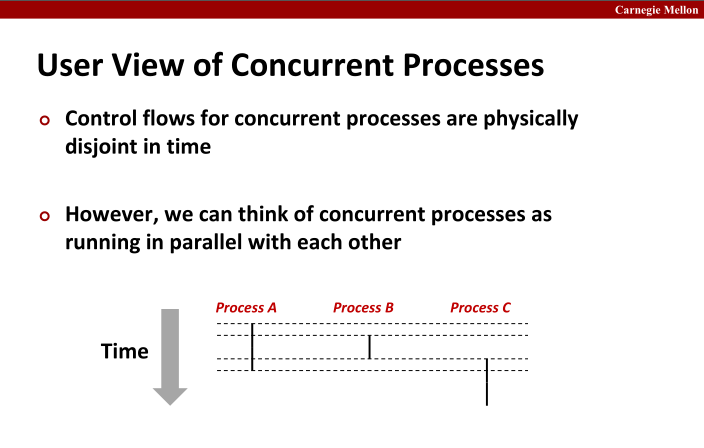 Carnegie Mellon
User View of Concurrent Processes
Control flows for concurrent processes are physically
disjoint in time
However, we can think of concurrent processes as
running in parallel with each other
Process A Process B Process C
Time